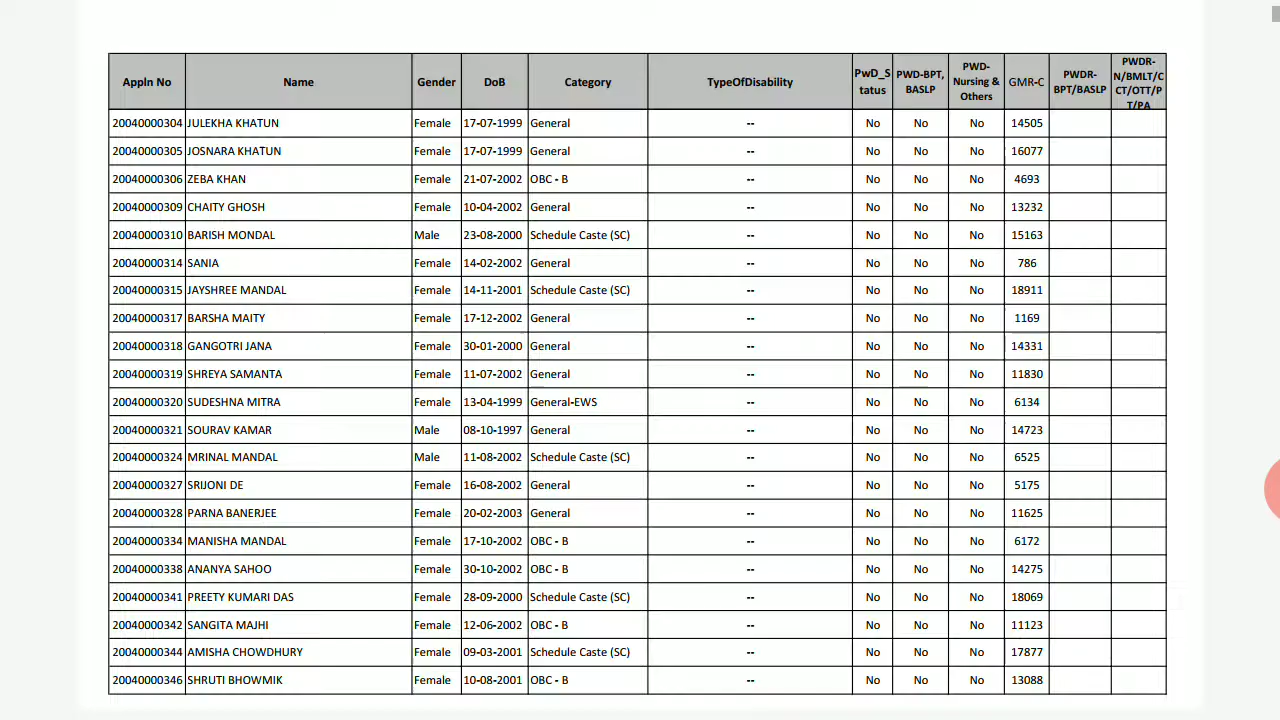 Appln No Name Gender DoB Category TypeOfDisability PwD_Status PWD-BPT, BASLP PWD-Nursing & Others GMR-C PWDR-BPT/BASLP PWDR-N/BMLT/CCT/OTT/PT/PA
20040000304 JULEKHA KHATUN Female 17-07-1999 General -- No No No 14505
20040000305 JOSNARA KHATUN Female 17-07-1999 General -- No No No 16077
20040000306 ZEBA KHAN Female 21-07-2002 OBC - B -- No No No 4693
20040000309 CHAITY GHOSH Female 10-04-2002 General -- No No No 13232
20040000310 BARISH MONDAL Male 23-08-2000 Schedule Caste (SC) -- No No No 15163
20040000314 SANIA Female 14-02-2002 General -- No No No 786
20040000315 JAYSHREE MANDAL Female 14-11-2001 Schedule Caste (SC) -- No No No 18911
20040000317 BARSHA MAITY Female 17-12-2002 General -- No No No 1169
20040000318 GANGOTRI JANA Female 30-01-2000 General -- No No No 14331
20040000319 SHREYA SAMANTA Female 11-07-2002 General -- No No No 11830
20040000320 SUDESHNA MITRA Female 13-04-1999 General-EWS -- No No No 6134
20040000321 SOURAV KAMAR Male 08-10-1997 General -- No No No 14723
20040000324 MRINAL MANDAL Male 11-08-2002 Schedule Caste (SC) -- No No No 6525
20040000327 SRIJONI DE Female 16-08-2002 General -- No No No 5175
20040000328 PARNA BANERJEE Female 20-02-2003 General -- No No No 11625
20040000334 MANISHA MANDAL Female 17-10-2002 OBC - B -- No No No 6172
20040000338 ANANYA SAHOO Female 30-10-2002 OBC - B -- No No No 14275
20040000341 PREETY KUMARI DAS Female 28-09-2000 Schedule Caste (SC) -- No No No 18069
20040000342 SANGITA MAJHI Female 12-06-2002 OBC - B -- No No No 11123
20040000344 AMISHA CHOWDHURY Female 09-03-2001 Schedule Caste (SC) -- No No No 17877
20040000346 SHRUTI BHOWMIK Female 10-08-2001 OBC - B -- No No No 13088